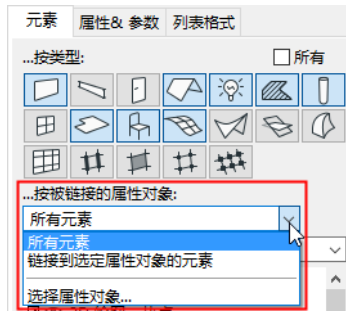 元素 属性& 参数 列表格式
...按类型: 所有
...按被链接的属性对象:
所有元素
所有元素
链接到选定属性对象的元素
选择属性对象...